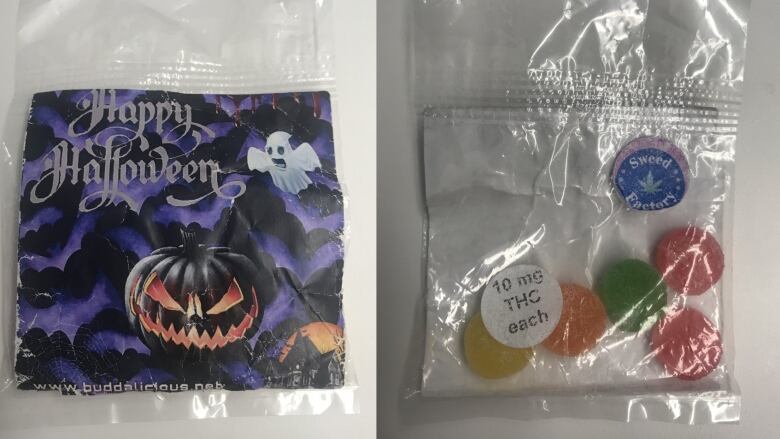 Happy
Halloween
www.buddalicious.net
Sweed
Factory
10 mg
THC
each